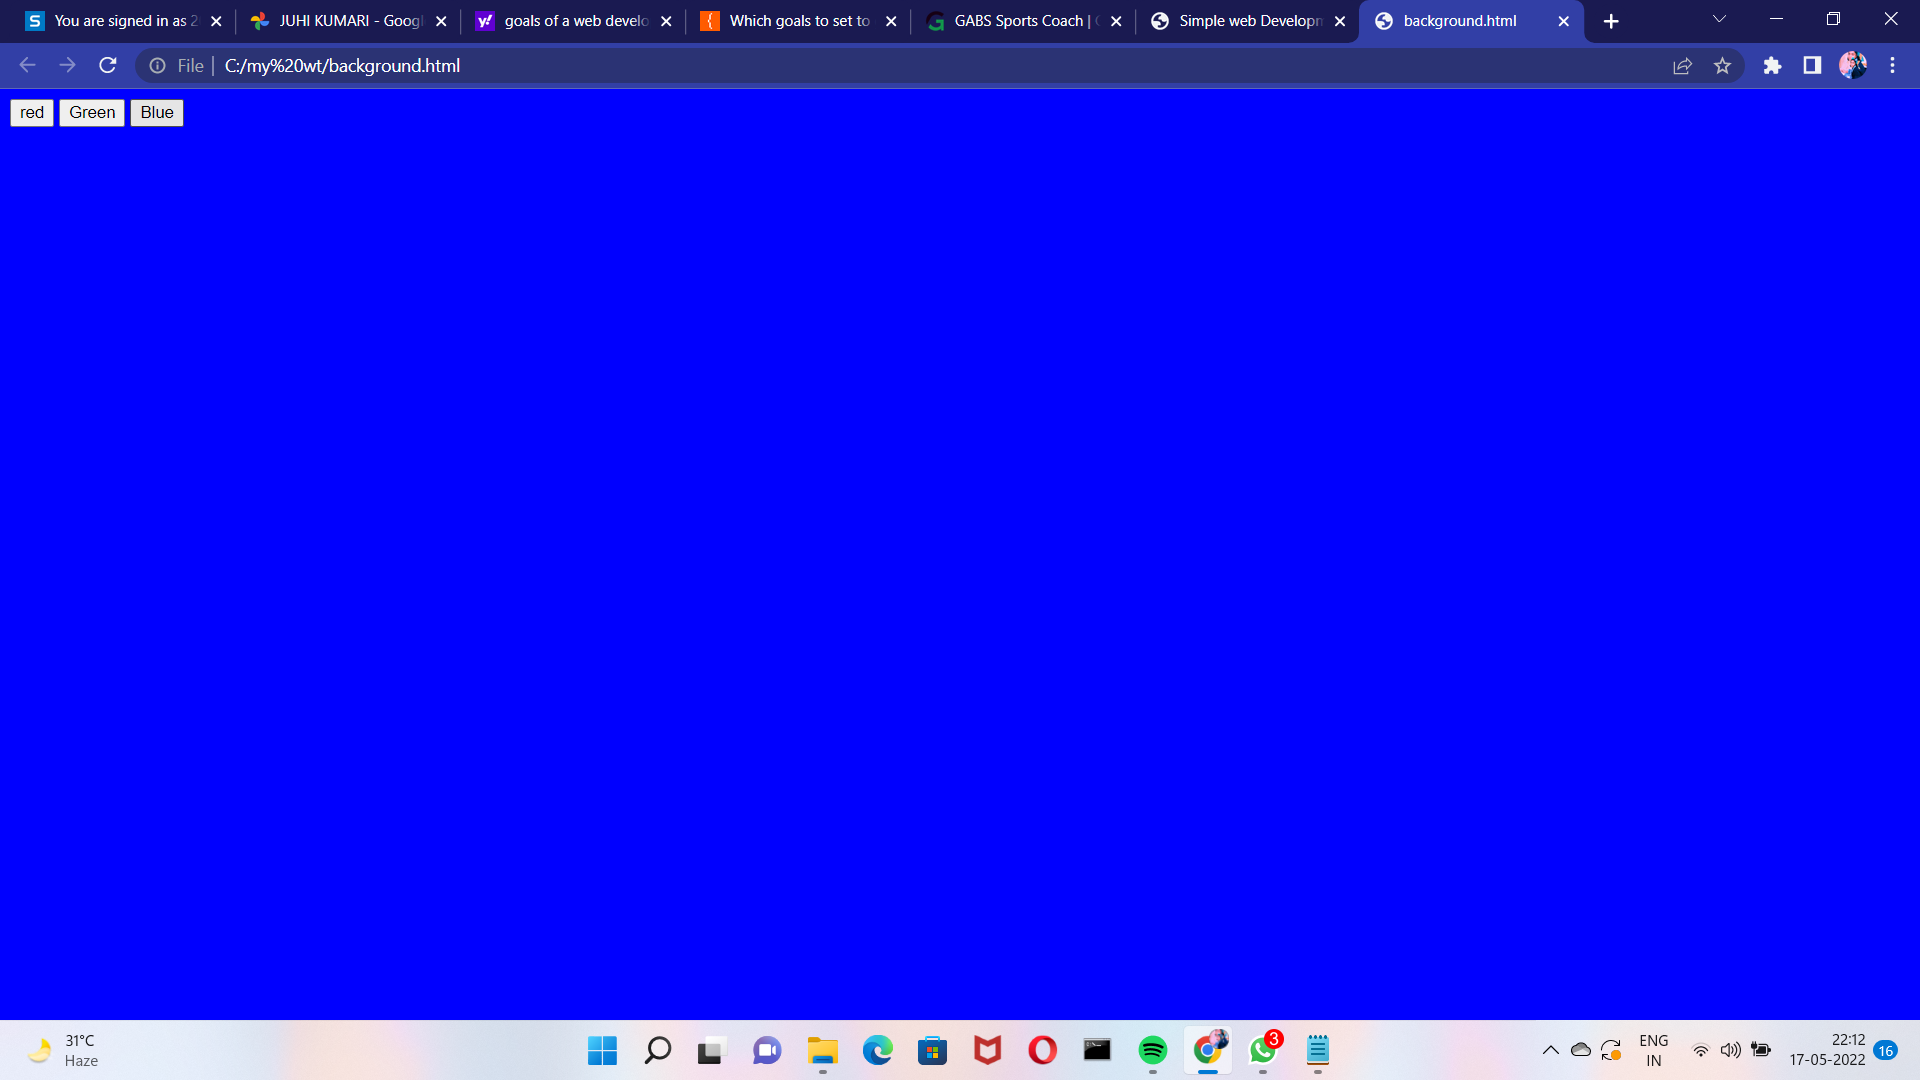 You are signed in as 2
JUHI KUMARI - Googl
goals of a web develo
Which goals to set to
GABS Sports Coach |
Simple web Developm
background.html
File | C:/my%20wt/background.html
red Green Blue
31°C
Haze
3
ENG
IN
22:12
17-05-2022
16